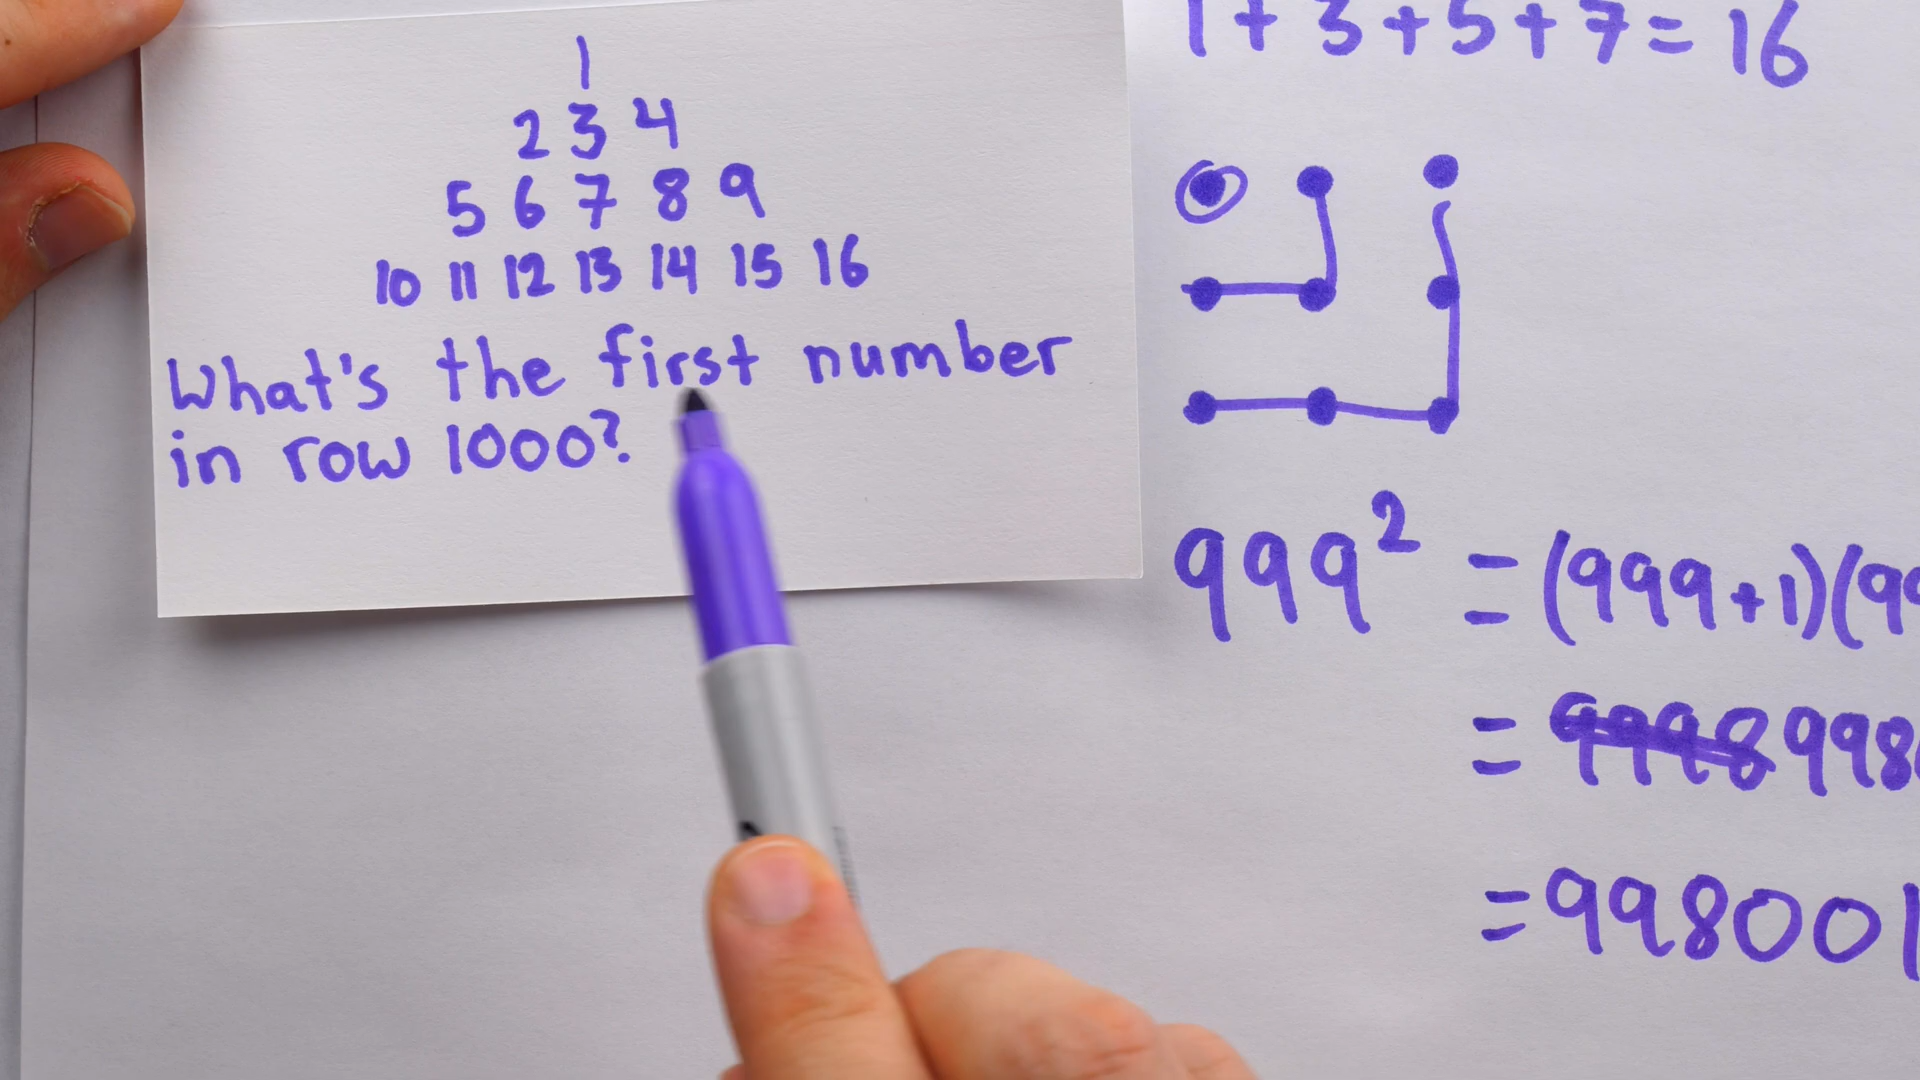 1
2 3 4
5 6 7 8 9
10 11 12 13 14 15 16
What's the first number
in row 1000?
1+3+5+7=16
999² = (999+1)(99
= 9998 998
= 998001